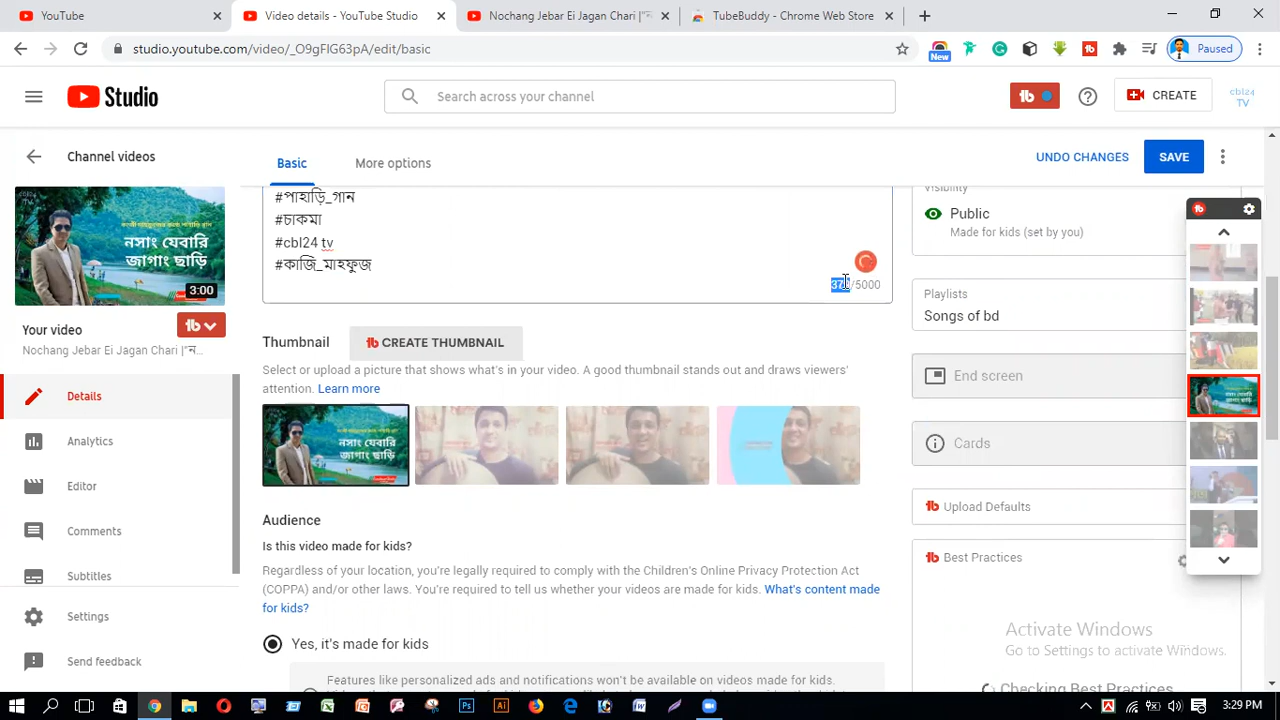 YouTube
Video details - YouTube Studio
Nochang Jebar Ei Jagan Chari |"
TubeBuddy - Chrome Web Store
studio.youtube.com/video/_O9gFIG63pA/edit/basic
New
Paused
Studio
Search across your channel
CREATE
cbl24
TV
Channel videos
Basic
More options
UNDO CHANGES
SAVE
#পাহাড়ি_গান
#চাকমা
#cbl24 tv
#কাজি_মাহফুজ
/5000
Visibility
Public
Made for kids (set by you)
নসাং যেবারি
জাগাং ছাড়ি
3:00
Your video
Nochang Jebar Ei Jagan Chari |"ন...
Playlists
Songs of bd
Thumbnail
CREATE THUMBNAIL
Select or upload a picture that shows what's in your video. A good thumbnail stands out and draws viewers'
attention. Learn more
End screen
Details
নসাং যেবারি
জাগাং ছাড়ি
Analytics
Cards
Editor
Upload Defaults
Audience
Comments
Is this video made for kids?
Best Practices
Regardless of your location, you're legally required to comply with the Children's Online Privacy Protection Act
(COPPA) and/or other laws. You're required to tell us whether your videos are made for kids. What's content made
for kids?
Subtitles
Settings
Activate Windows
Go to Settings to activate Windows.
Yes, it's made for kids
Send feedback
Features like personalized ads and notifications won't be available on videos made for kids.
Checking Best Practices
3:29 PM